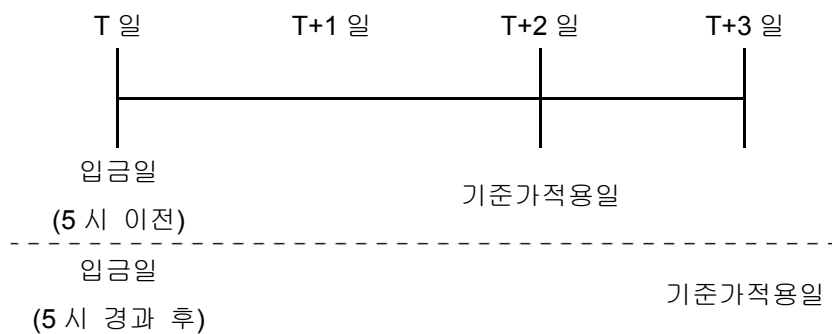 T 일 T+1 일 T+2 일 T+3 일
입금일
(5 시 이전)
기준가적용일
입금일
(5 시 경과 후)
기준가적용일